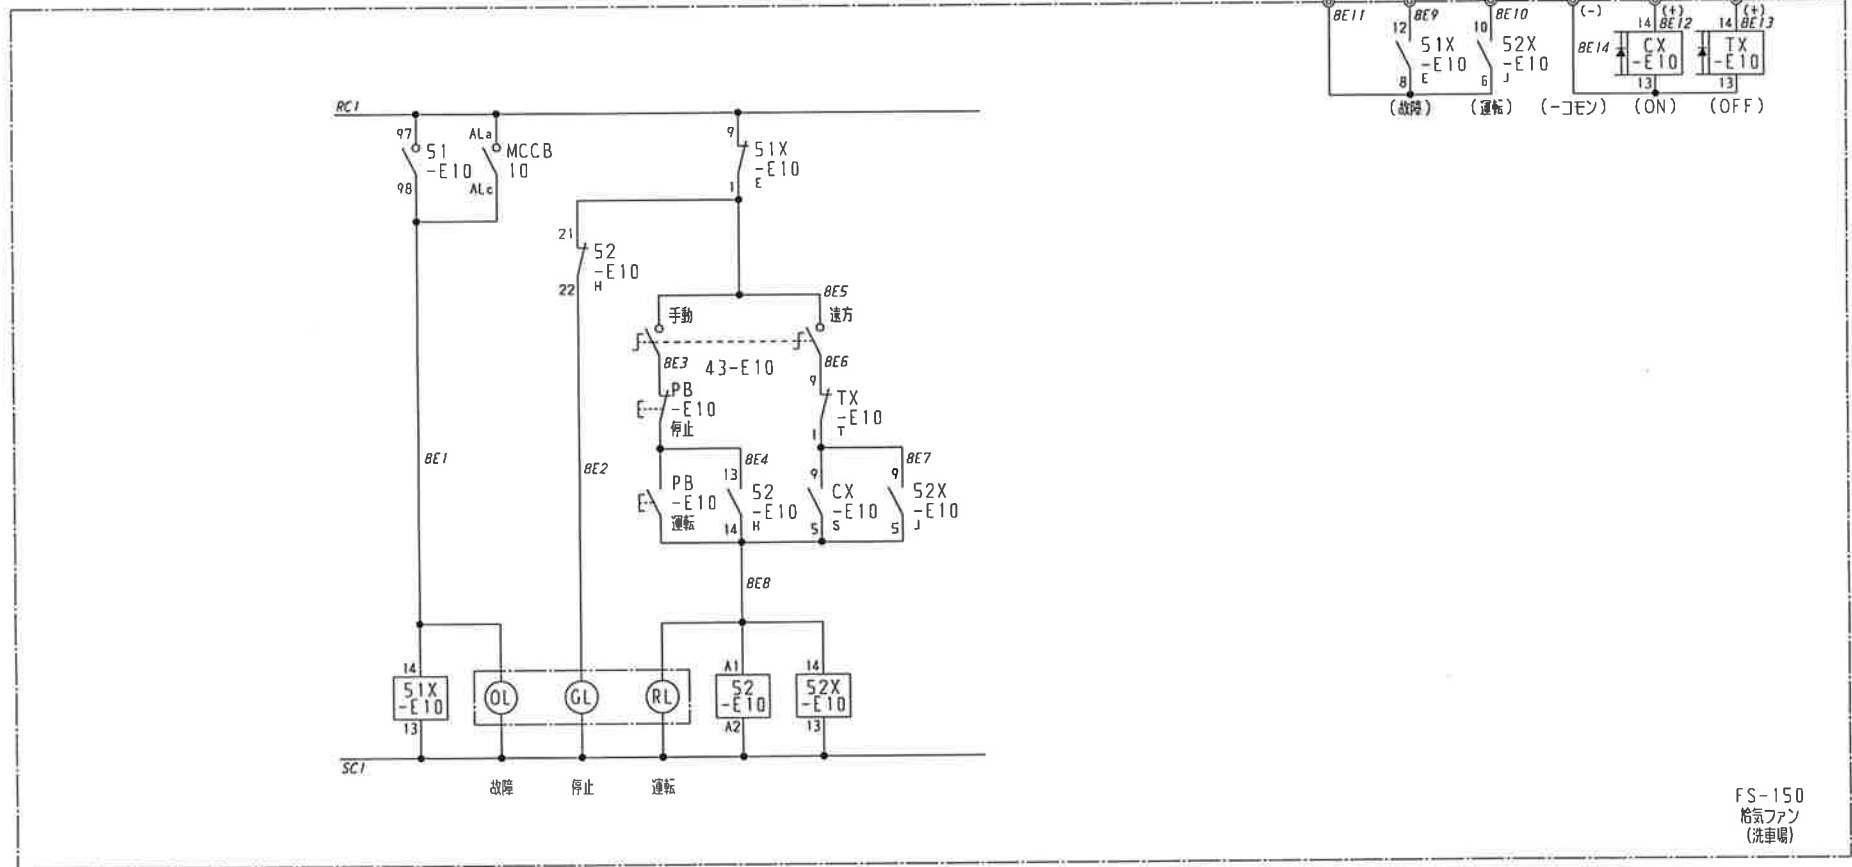 8E11
8E9
8E10
(-)
(+)
(+)
12
10
14
8E12
14
8E13
51X
-E10
E
52X
-E10
J
8E14
CX
-E10
TX
-E10
8
6
13
13
(故障)
(運転)
(-コモン)
(ON)
(OFF)
RC1
97
ALa
9
51
-E10
MCCB
10
51X
-E10
E
98
ALc
1
21
52
-E10
H
22
8E5
手動
遠方
8E3
43-E10
8E6
PB
-E10
停止
9
TX
-E10
T
1
8E1
8E2
8E4
8E7
PB
-E10
運転
13
52
-E10
H
14
9
CX
-E10
S
5
9
52X
-E10
J
5
8E8
14
A1
14
51X
-E10
OL
GL
RL
52
-E10
52X
-E10
13
A2
13
SC1
故障
停止
運転
FS-150
給気ファン
(洗車場)